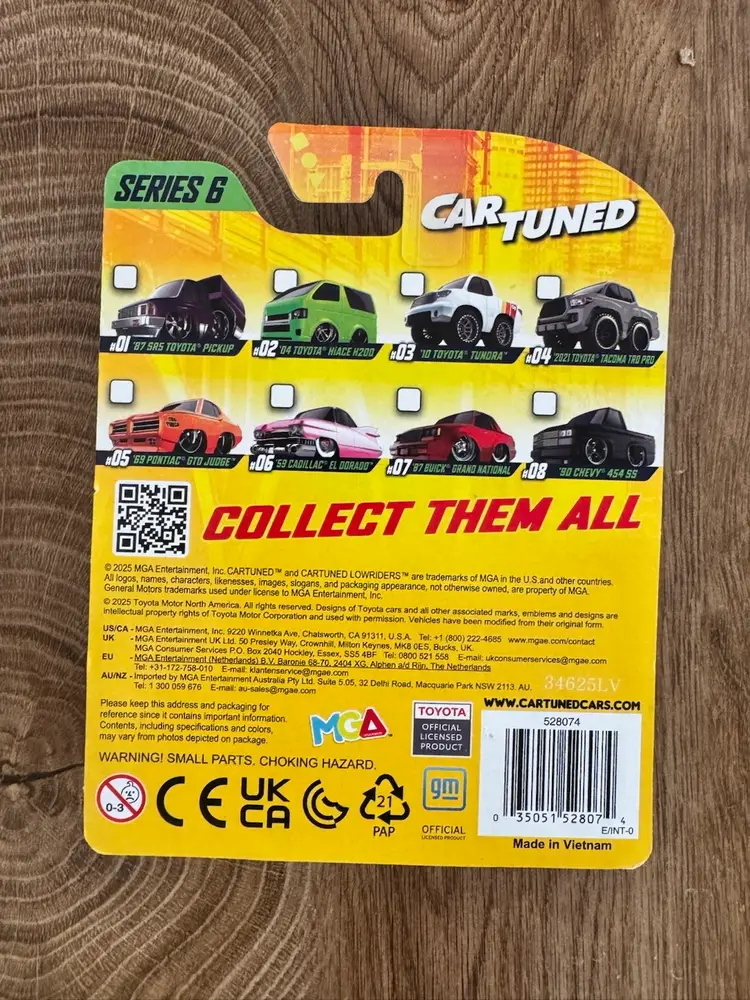 SERIES 6
CARTUNED
#01 '87 SR5 TOYOTA® PICKUP
#02 '04 TOYOTA® HIACE H200
#03 '10 TOYOTA® TUNDRA™
#04 '2021 TOYOTA® TACOMA TRD PRO
#05 '69 PONTIAC® GTO JUDGE™
#06 '59 CADILLAC® EL DORADO™
#07 '87 BUICK® GRAND NATIONAL
#08 '90 CHEVY® 454 SS
COLLECT THEM ALL
© 2025 MGA Entertainment, Inc. CARTUNED™ and CARTUNED LOWRIDERS™ are trademarks of MGA in the U.S.and other countries.
All logos, names, characters, likenesses, images, slogans, and packaging appearance, not otherwise owned, are property of MGA.
General Motors trademarks used under license to MGA Entertainment, Inc.
© 2025 Toyota Motor North America. All rights reserved. Designs of Toyota cars and all other associated marks, emblems and designs are
intellectual property rights of Toyota Motor Corporation and used with permission. Vehicles have been modified from their original form.
US/CA - MGA Entertainment, Inc. 9220 Winnetka Ave, Chatsworth, CA 91311, U.S.A. Tel: +1 (800) 222-4685 www.mgae.com/contact
UK - MGA Entertainment UK Ltd. 50 Presley Way, Crownhill, Milton Keynes, MK8 0ES, Bucks, UK.
MGA Consumer Services P.O. Box 2040 Hockley, Essex, SS5 4BF Tel: 0800 521 558 E-mail: ukconsumerservices@mgae.com
EU - MGA Entertainment (Netherlands) B.V. Baronie 68-70, 2404 XG, Alphen a/d Rijn, The Netherlands
Tel: +31-172-758-010 E-mail: klantenservice@mgae.com
AU/NZ - Imported by MGA Entertainment Australia Pty Ltd. Suite 5.05, 32 Delhi Road, Macquarie Park NSW 2113. AU.
Tel: 1 300 059 676 E-mail: au-sales@mgae.com
34625LV
Please keep this address and packaging for
reference since it contains important information.
Contents, including specifications and colors,
may vary from photos depicted on package.
MGA
TOYOTA
OFFICIAL
LICENSED
PRODUCT
WWW.CARTUNEDCARS.COM
528074
0 35051 52807 4
E/INT-0
Made in Vietnam
WARNING! SMALL PARTS. CHOKING HAZARD.
0-3
CE
UK
CA
21
PAP
gm
OFFICIAL
LICENSED PRODUCT